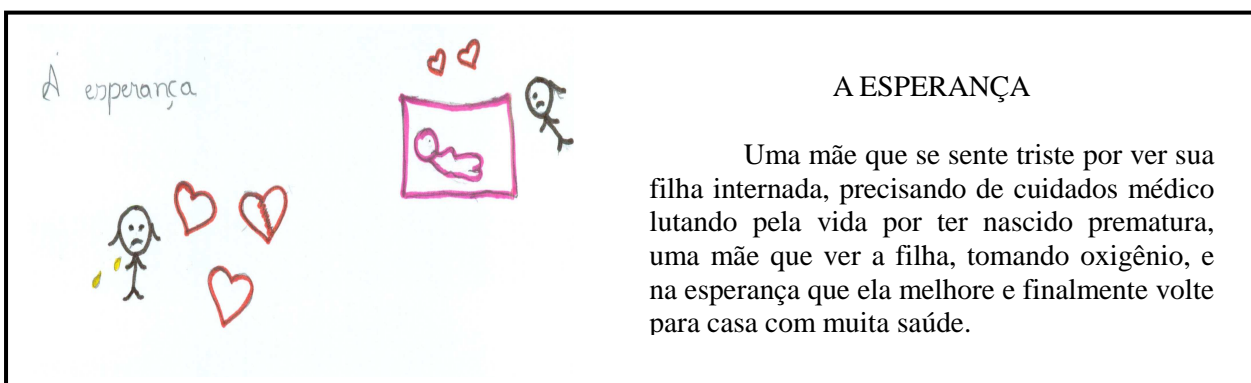 A esperança
A ESPERANÇA
Uma mãe que se sente triste por ver sua
filha internada, precisando de cuidados médico
lutando pela vida por ter nascido prematura,
uma mãe que ver a filha, tomando oxigênio, e
na esperança que ela melhore e finalmente volte
para casa com muita saúde.